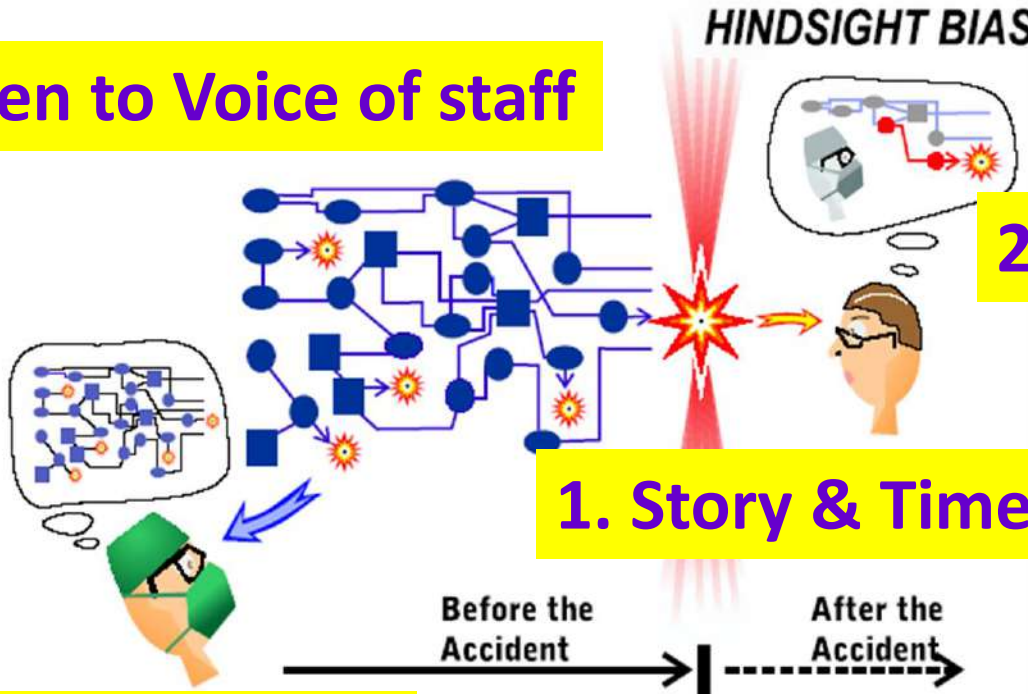 HINDSIGHT BIAS
en to Voice of staff
2
1. Story & Time
Before the
Accident
After the
Accident